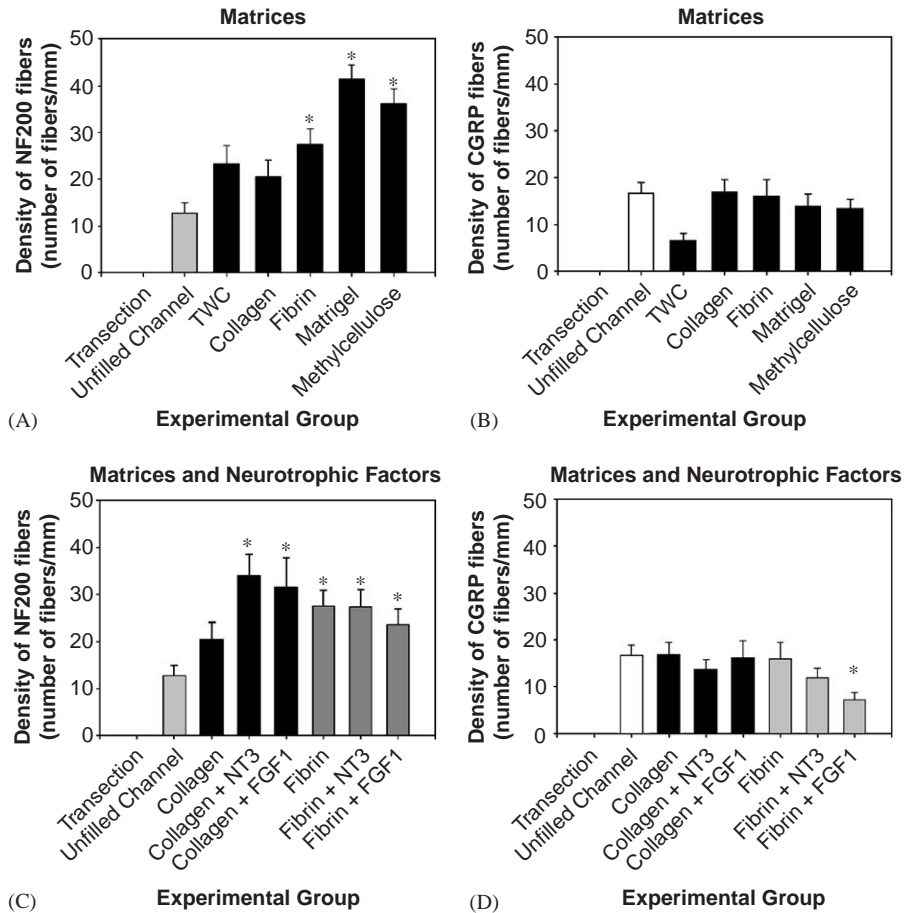 Matrices
Density of NF200 fibers
(number of fibers/mm)
50
40
30
20
10
0
*
*
*
Transection
Unfilled Channel
TWC
Collagen
Fibrin
Matrigel
Methylcellulose
(A)
Experimental Group
Matrices
Density of CGRP fibers
(number of fibers/mm)
50
40
30
20
10
0
Transection
Unfilled Channel
TWC
Collagen
Fibrin
Matrigel
Methylcellulose
(B)
Experimental Group
Matrices and Neurotrophic Factors
Density of NF200 fibers
(number of fibers/mm)
50
40
30
20
10
0
*
*
*
*
*
Transection
Unfilled Channel
Collagen
Collagen + NT3
Collagen + FGF1
Fibrin
Fibrin + NT3
Fibrin + FGF1
(C)
Experimental Group
Matrices and Neurotrophic Factors
Density of CGRP fibers
(number of fibers/mm)
50
40
30
20
10
0
*
Transection
Unfilled Channel
Collagen
Collagen + NT3
Collagen + FGF1
Fibrin
Fibrin + NT3
Fibrin + FGF1
(D)
Experimental Group